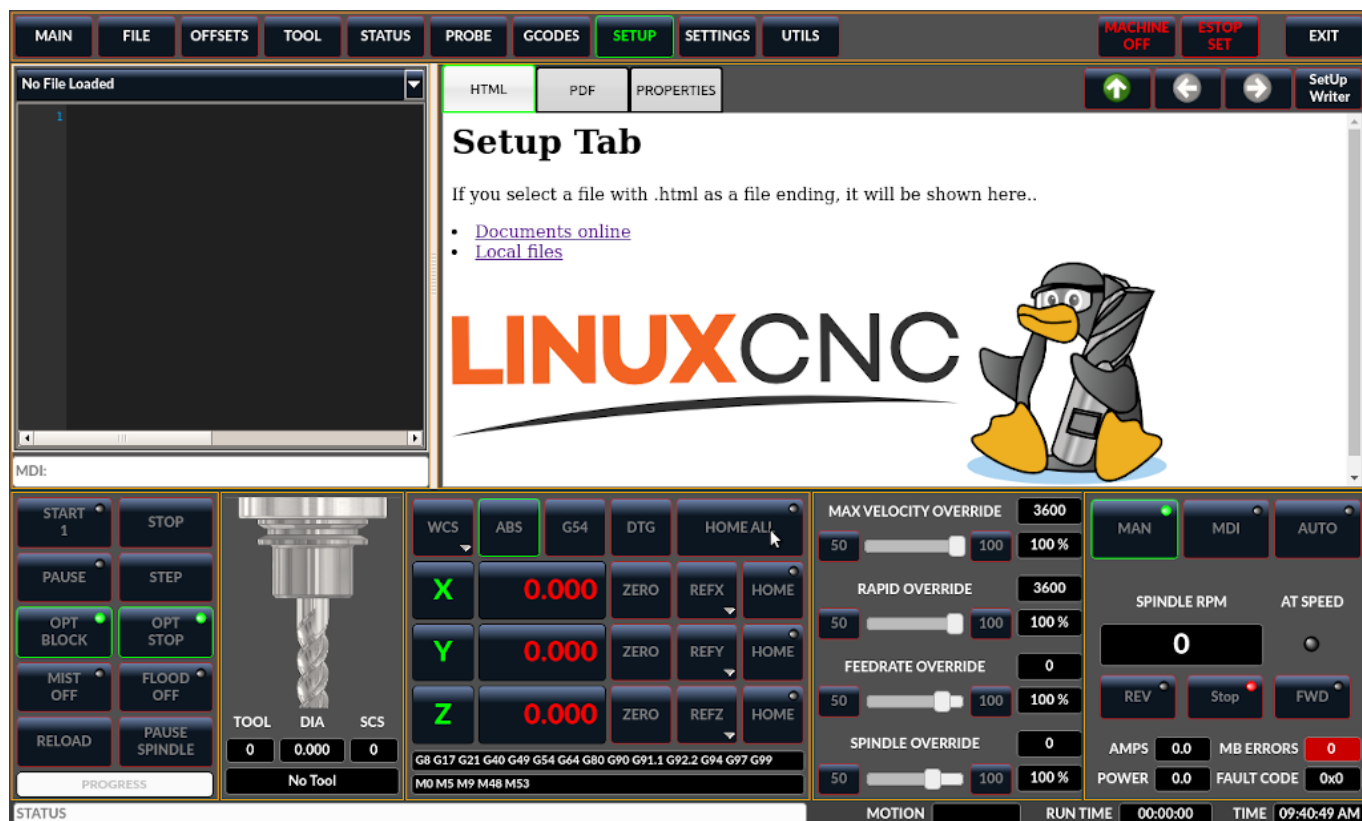 MAIN FILE OFFSETS TOOL STATUS PROBE GCODES SETUP SETTINGS UTILS MACHINE OFF ESTOP SET EXIT
No File Loaded
1
MDI:
HTML PDF PROPERTIES SetUp Writer
Setup Tab
If you select a file with .html as a file ending, it will be shown here..
• Documents online
• Local files
LINUXCNC
START 1 STOP
PAUSE STEP
OPT BLOCK OPT STOP
MIST OFF FLOOD OFF
RELOAD PAUSE SPINDLE
PROGRESS
TOOL DIA SCS
0 0.000 0
No Tool
WCS ABS G54 DTG HOME ALL
X 0.000 ZERO REFX HOME
Y 0.000 ZERO REFY HOME
Z 0.000 ZERO REFZ HOME
G8 G17 G21 G40 G49 G54 G64 G80 G90 G91.1 G92.2 G94 G97 G99
M0 M5 M9 M48 M53
MAX VELOCITY OVERRIDE 3600
50 100 100 %
RAPID OVERRIDE 3600
50 100 100 %
FEEDRATE OVERRIDE 0
50 100 100 %
SPINDLE OVERRIDE 0
50 100 100 %
MAN MDI AUTO
SPINDLE RPM AT SPEED
0
REV Stop FWD
AMPS 0.0 MB ERRORS 0
POWER 0.0 FAULT CODE 0x0
STATUS MOTION RUN TIME 00:00:00 TIME 09:40:49 AM